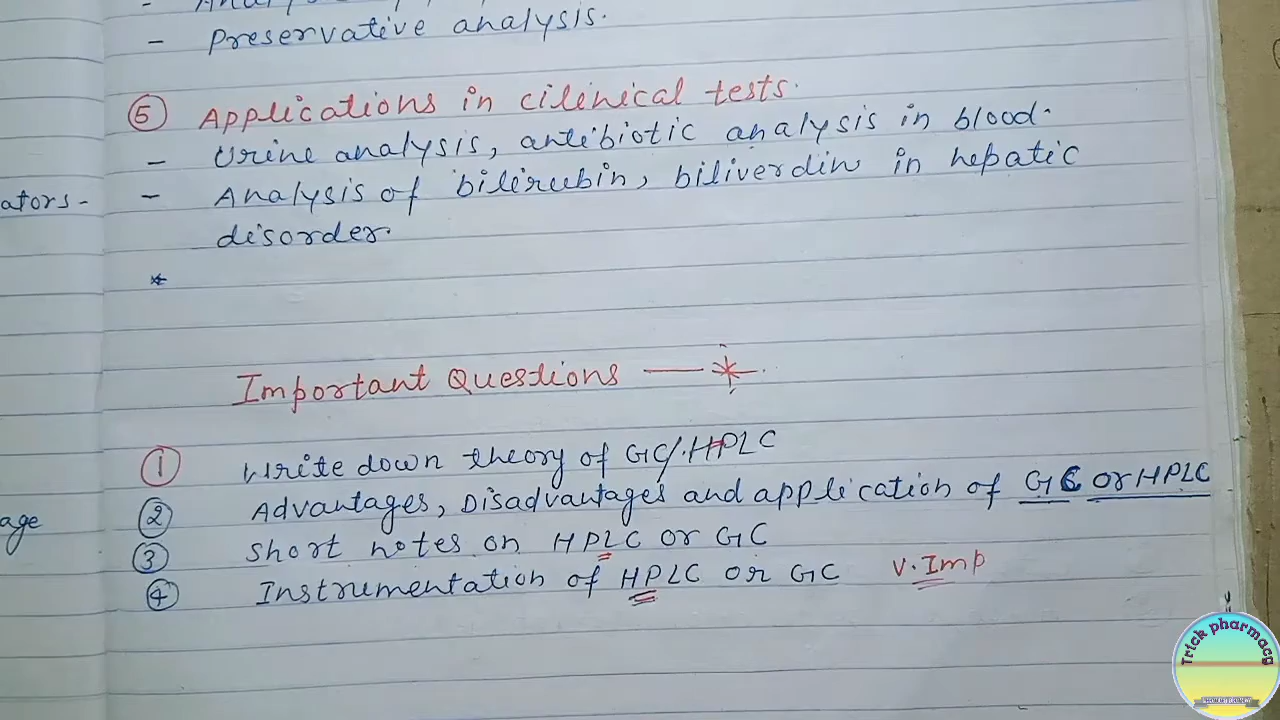 - Preservative analysis.
⑤ Applications in cilinical tests.
- Urine analysis, antibiotic analysis in blood.
ators - - Analysis of bilirubin, biliverdin in hepatic
disorder.
*
Important Questions — *
① Write down theory of GC/.HPLC
② Advantages, Disadvantages and application of GC or HPLC
age
③ Short notes on HPLC or GC
④ Instrumentation of HPLC or GC V.Imp
Trick pharmacy